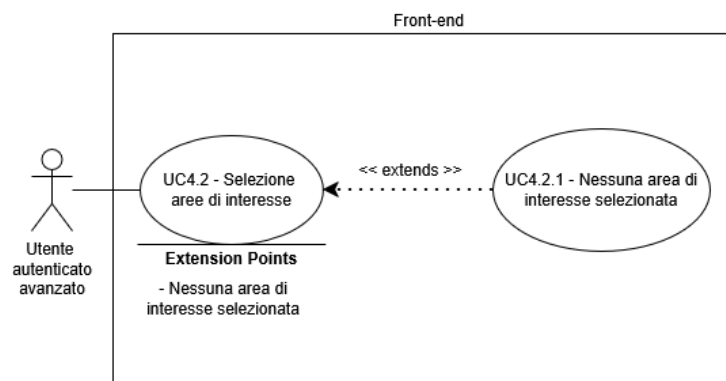 Front-end
UC4.2 - Selezione
aree di interesse
<< extends >>
UC4.2.1 - Nessuna area di
interesse selezionata
Utente
autenticato
avanzato
Extension Points
- Nessuna area di
interesse selezionata